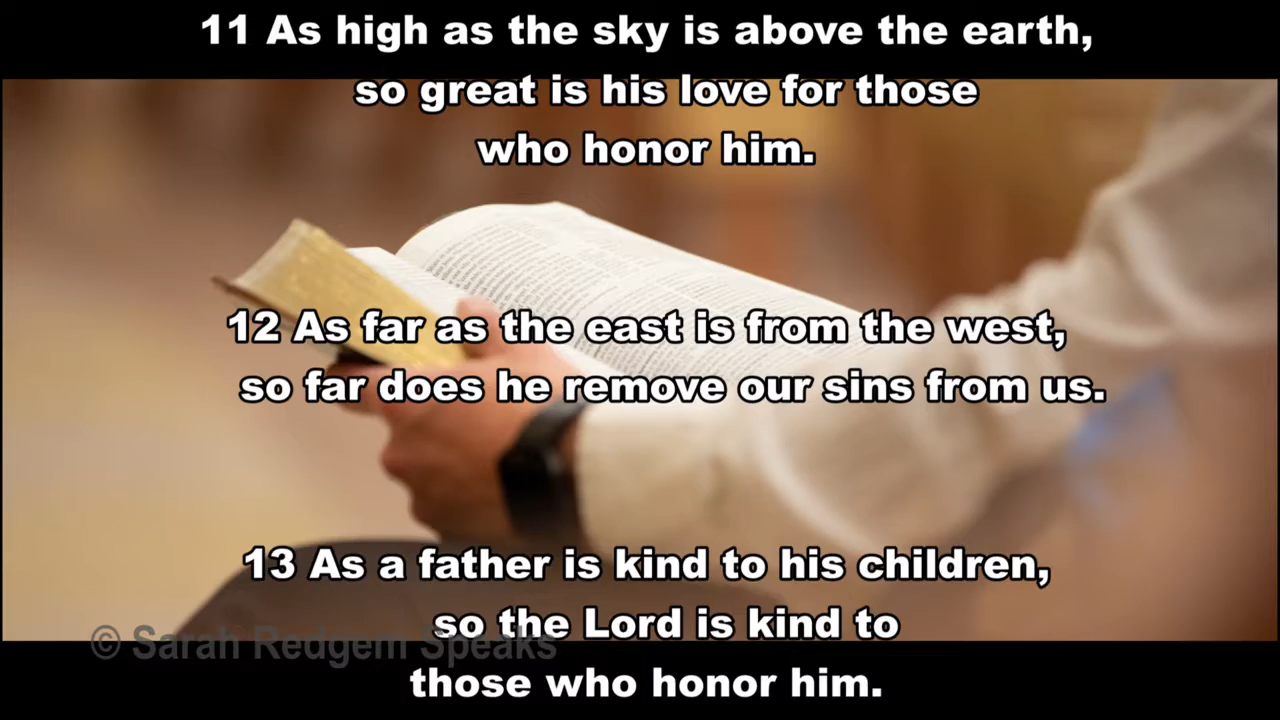 11 As high as the sky is above the earth,
so great is his love for those
who honor him.
12 As far as the east is from the west,
so far does he remove our sins from us.
13 As a father is kind to his children,
so the Lord is kind to
© Sarah Redgem Speaks
those who honor him.